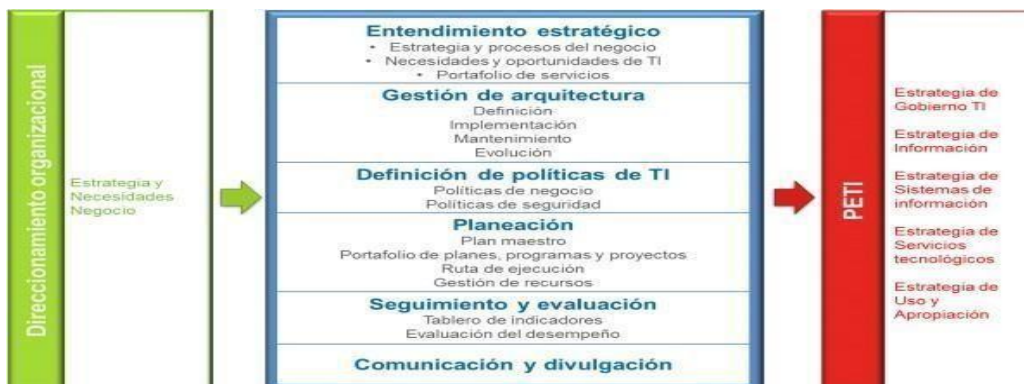 Direccionamiento organizacional
Estrategia y
Necesidades
Negocio
Entendimiento estratégico
• Estrategia y procesos del negocio
• Necesidades y oportunidades de TI
• Portafolio de servicios
Gestión de arquitectura
Definición
Implementación
Mantenimiento
Evolución
Definición de políticas de TI
Políticas de negocio
Políticas de seguridad
Planeación
Plan maestro
Portafolio de planes, programas y proyectos
Ruta de ejecución
Gestión de recursos
Seguimiento y evaluación
Tablero de indicadores
Evaluación del desempeño
Comunicación y divulgación
PETI
Estrategia de
Gobierno TI
Estrategia de
Información
Estrategia de
Sistemas de
información
Estrategia de
Servicios
tecnológicos
Estrategia de
Uso y
Apropiación